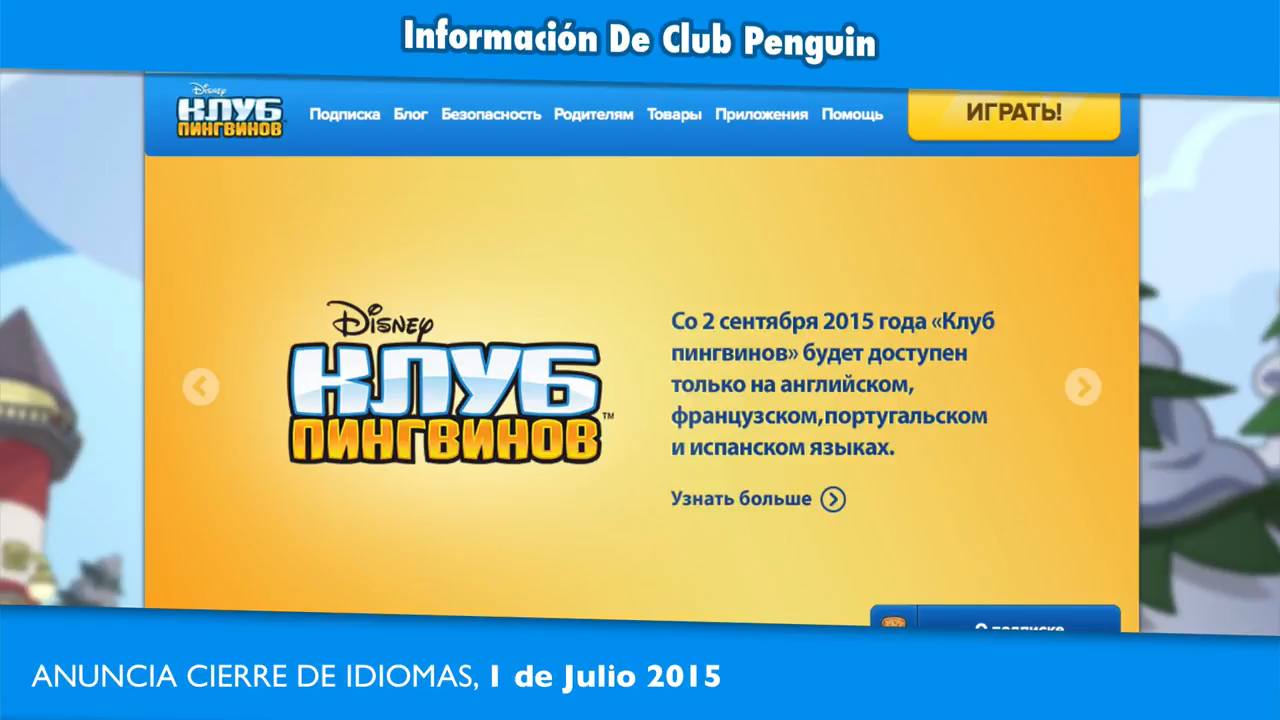 Información De Club Penguin
Disney
КЛУБ
ПИНГВИНОВ
Подписка Блог Безопасность Родителям Товары Приложения Помощь
ИГРАТЬ!
Disney
КЛУБ
ПИНГВИНОВ™
Со 2 сентября 2015 года «Клуб
пингвинов» будет доступен
только на английском,
французском,португальском
и испанском языках.
Узнать больше
О подписке
ANUNCIA CIERRE DE IDIOMAS, 1 de Julio 2015